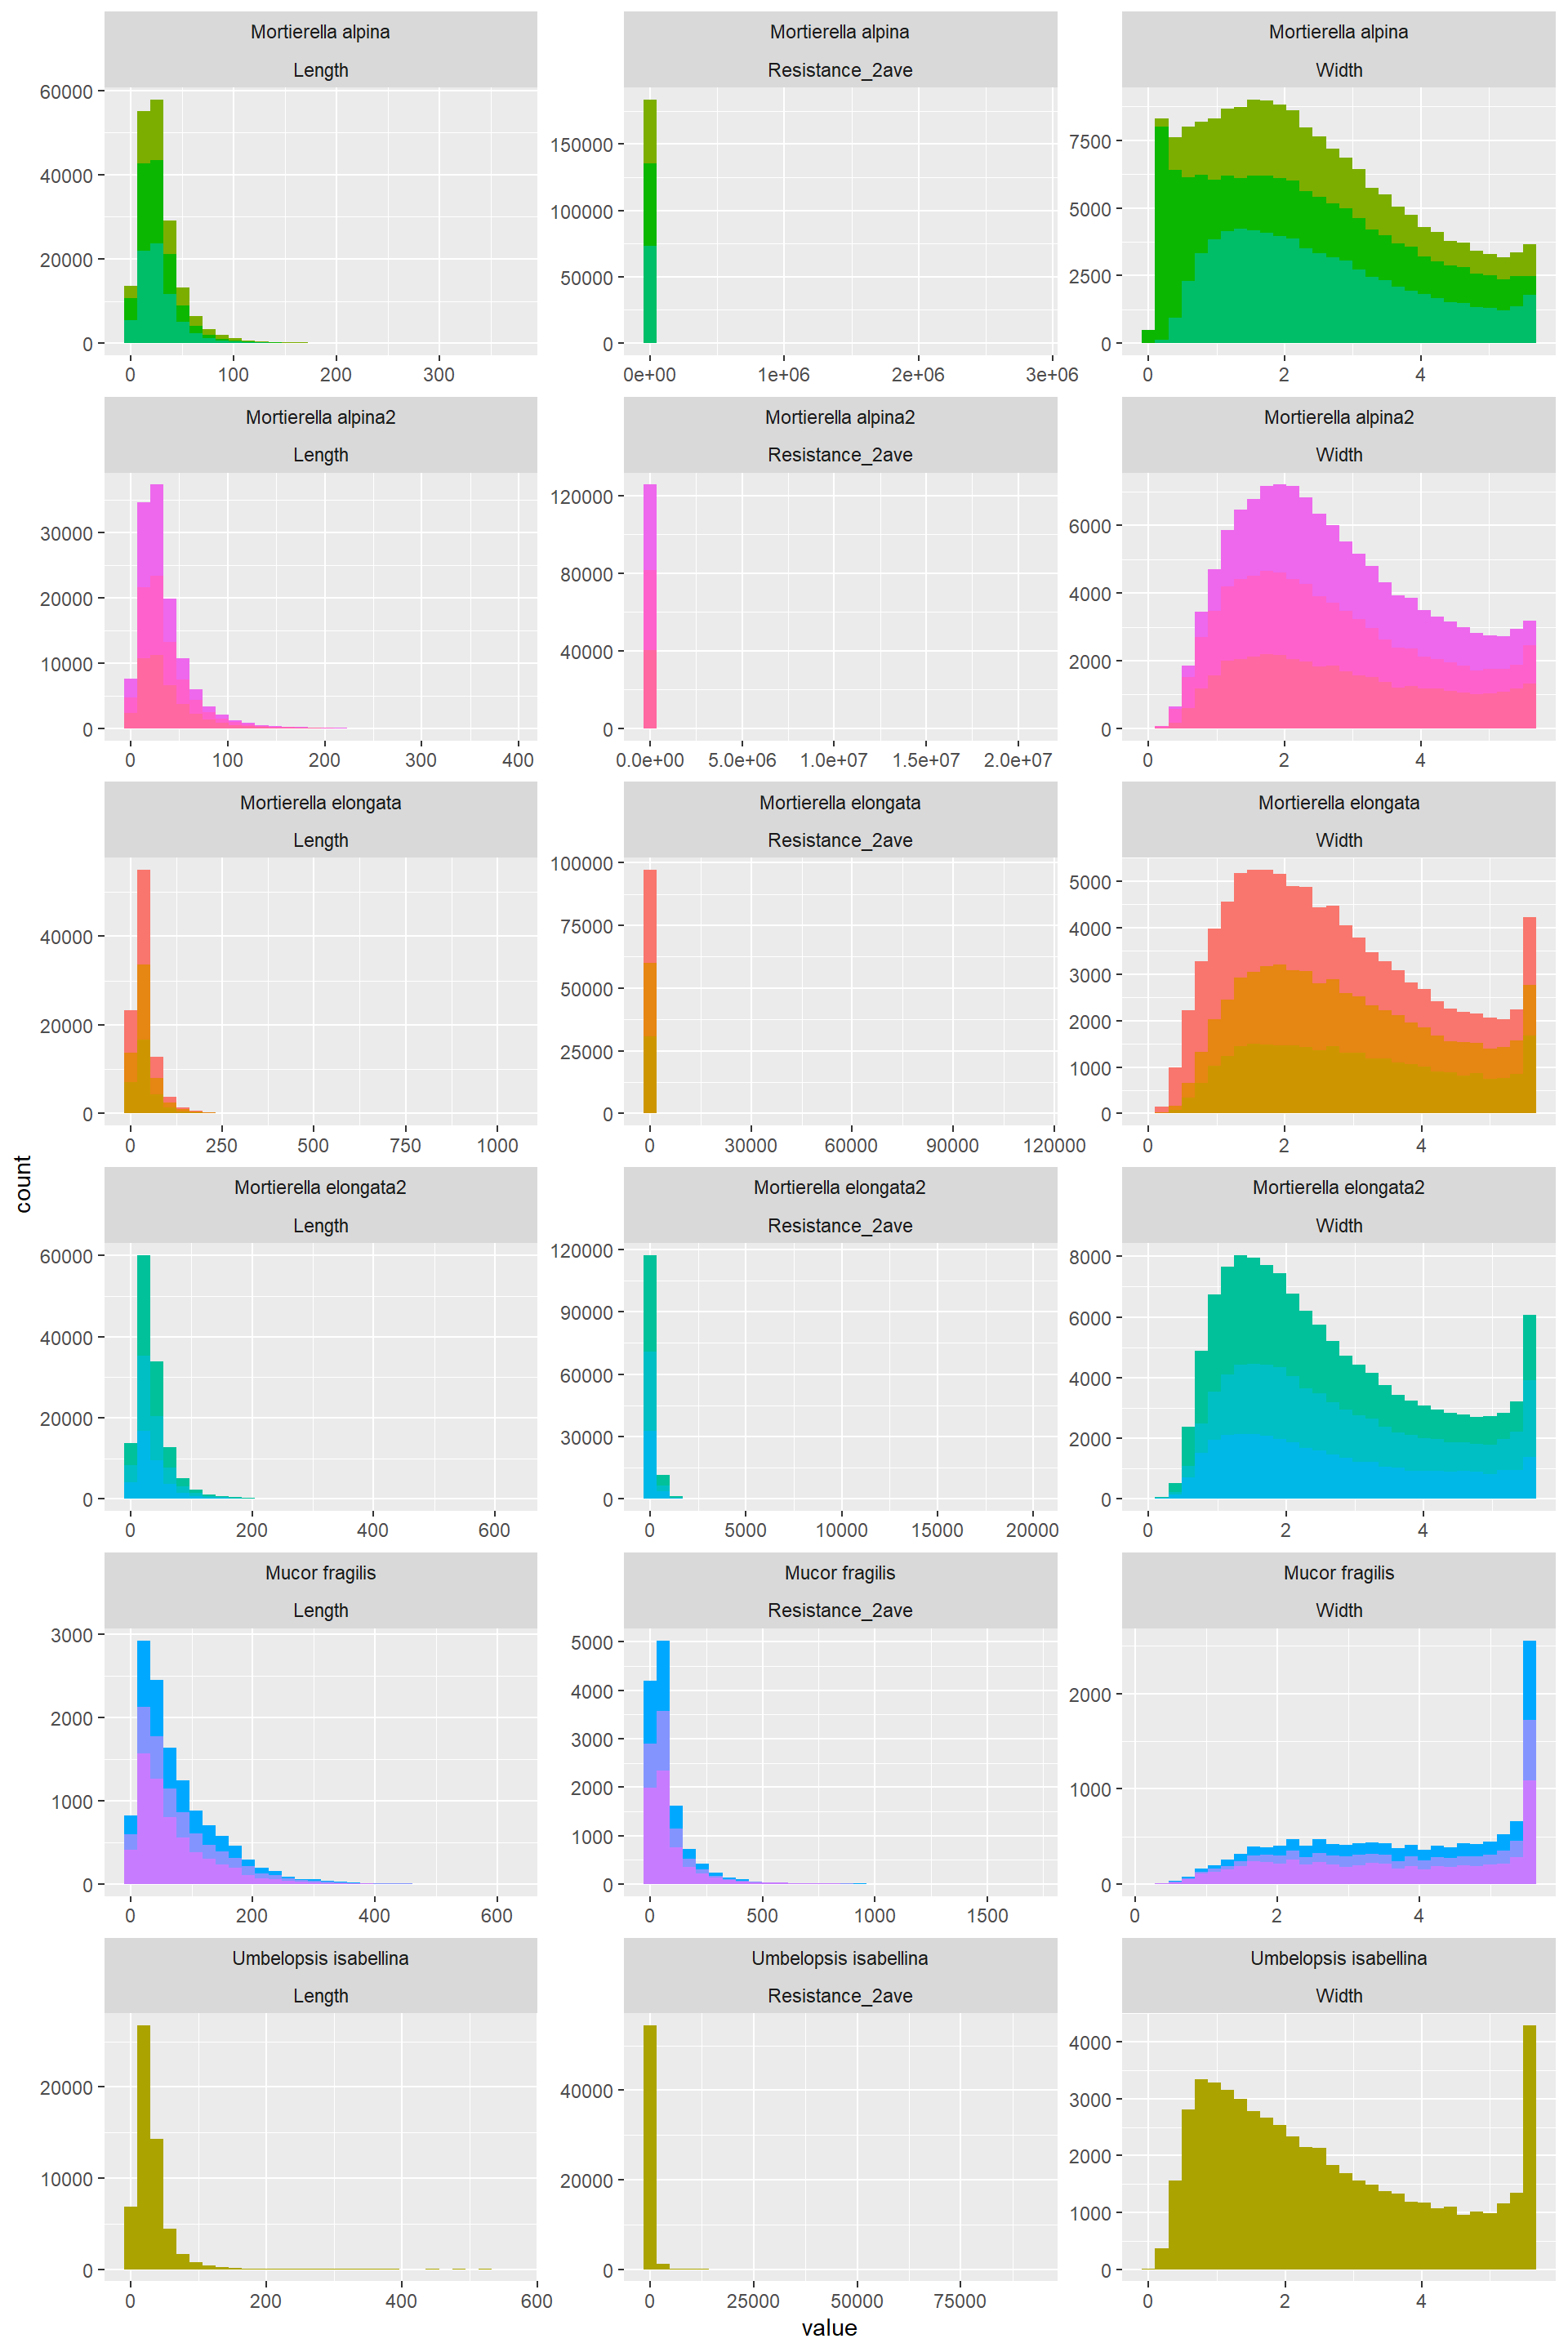 Mortierella alpina
Length
Mortierella alpina
Resistance_2ave
Mortierella alpina
Width
60000
40000
20000
0
0 100 200 300
150000
100000
50000
0
0e+00 1e+06 2e+06 3e+06
7500
5000
2500
0
0 2 4
Mortierella alpina2
Length
Mortierella alpina2
Resistance_2ave
Mortierella alpina2
Width
30000
20000
10000
0
0 100 200 300 400
120000
80000
40000
0
0.0e+00 5.0e+06 1.0e+07 1.5e+07 2.0e+07
6000
4000
2000
0
0 2 4
Mortierella elongata
Length
Mortierella elongata
Resistance_2ave
Mortierella elongata
Width
40000
20000
0
0 250 500 750 1000
100000
75000
50000
25000
0
0 30000 60000 90000 120000
5000
4000
3000
2000
1000
0
0 2 4
count
Mortierella elongata2
Length
Mortierella elongata2
Resistance_2ave
Mortierella elongata2
Width
60000
40000
20000
0
0 200 400 600
120000
90000
60000
30000
0
0 5000 10000 15000 20000
8000
6000
4000
2000
0
0 2 4
Mucor fragilis
Length
Mucor fragilis
Resistance_2ave
Mucor fragilis
Width
3000
2000
1000
0
0 200 400 600
5000
4000
3000
2000
1000
0
0 500 1000 1500
2000
1000
0
0 2 4
Umbelopsis isabellina
Length
Umbelopsis isabellina
Resistance_2ave
Umbelopsis isabellina
Width
20000
10000
0
0 200 400 600
40000
20000
0
0 25000 50000 75000
4000
3000
2000
1000
0
0 2 4
value